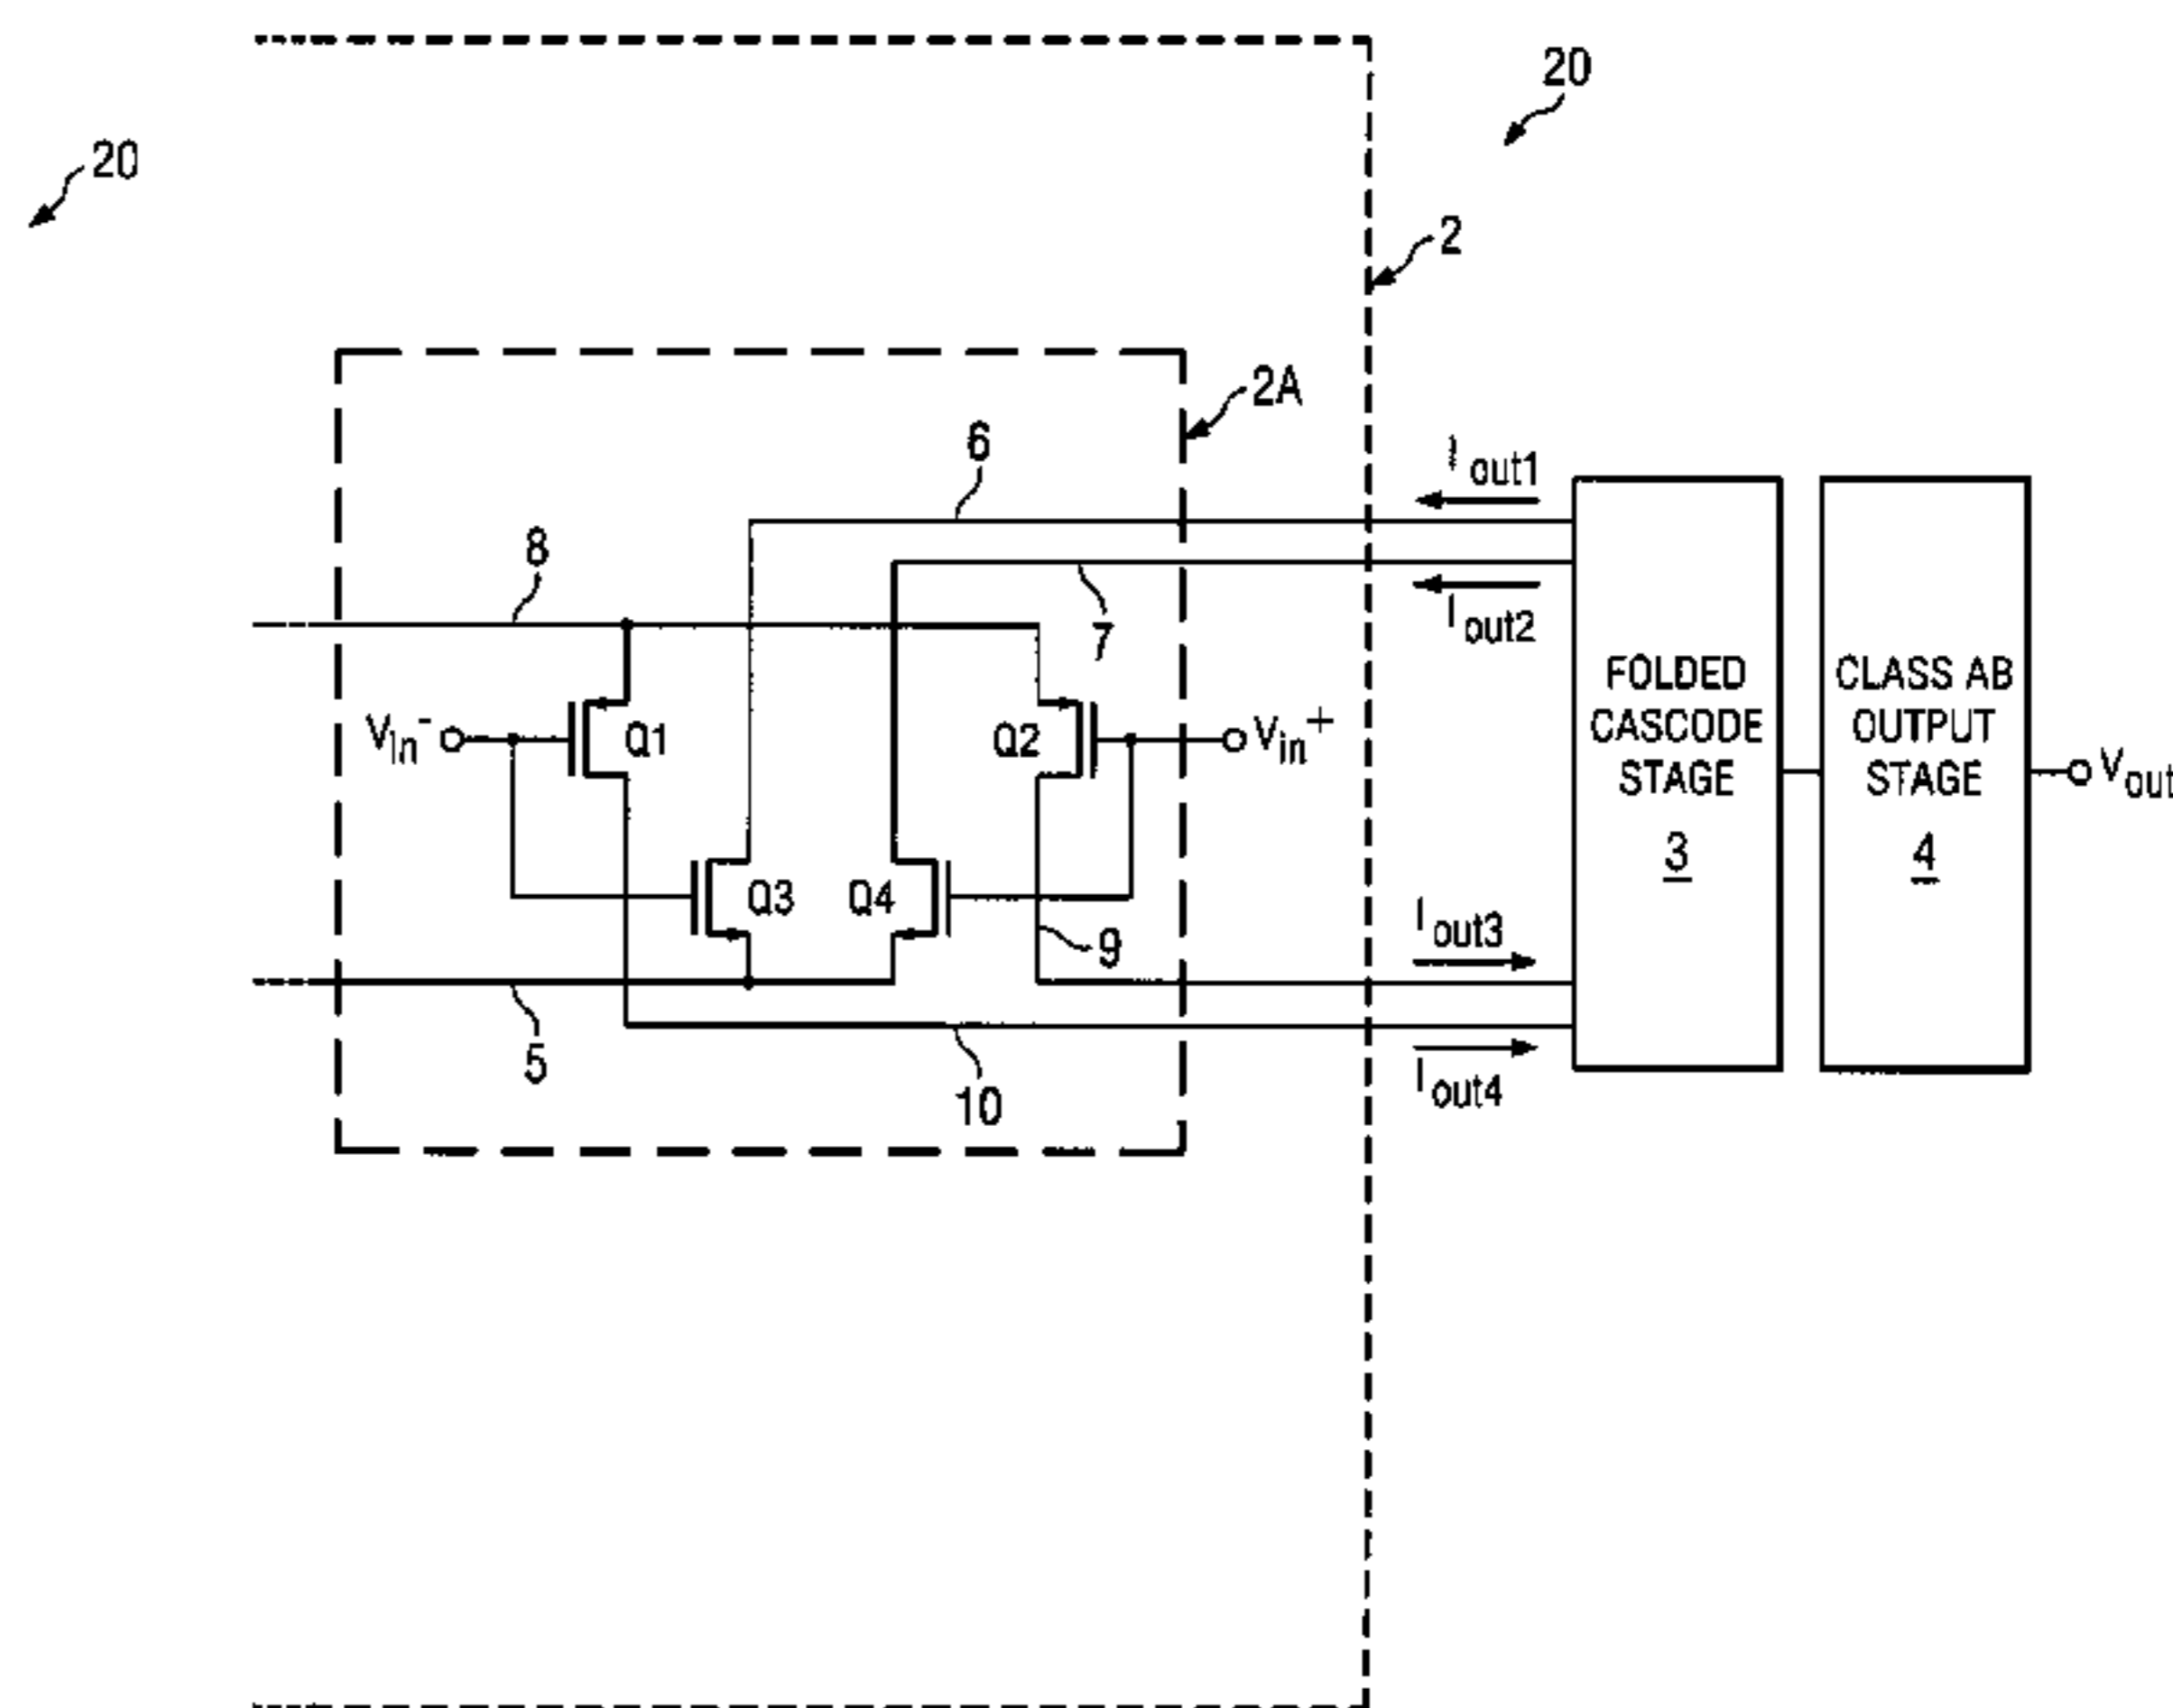 20
20
2
2A
6
Iout1
8
7
Iout2
Vin-
Q1
Q2
Vin+
FOLDED
CASCODE
STAGE
3
CLASS AB
OUTPUT
STAGE
4
Vout
Q3
Q4
9
Iout3
5
10
Iout4